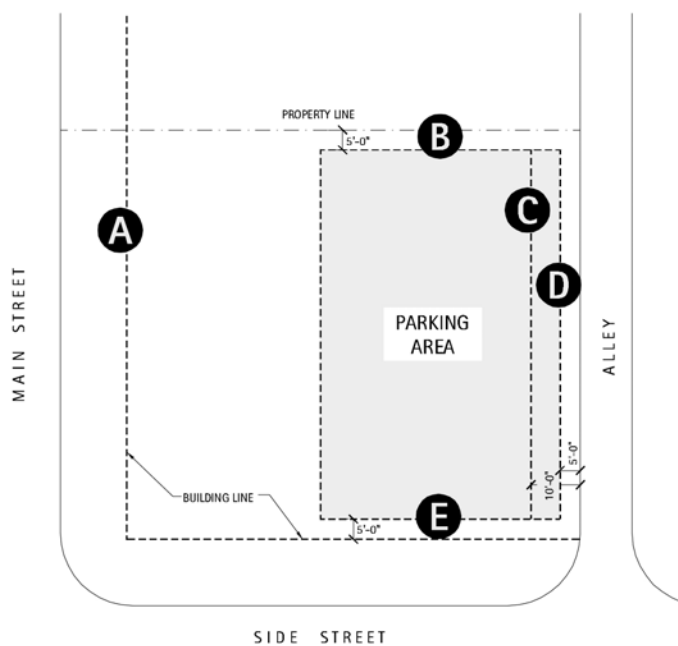 PROPERTY LINE
5'-0"
B
C
A
D
MAIN STREET
PARKING
AREA
ALLEY
5'-0"
10'-0"
BUILDING LINE
E
5'-0"
SIDE STREET